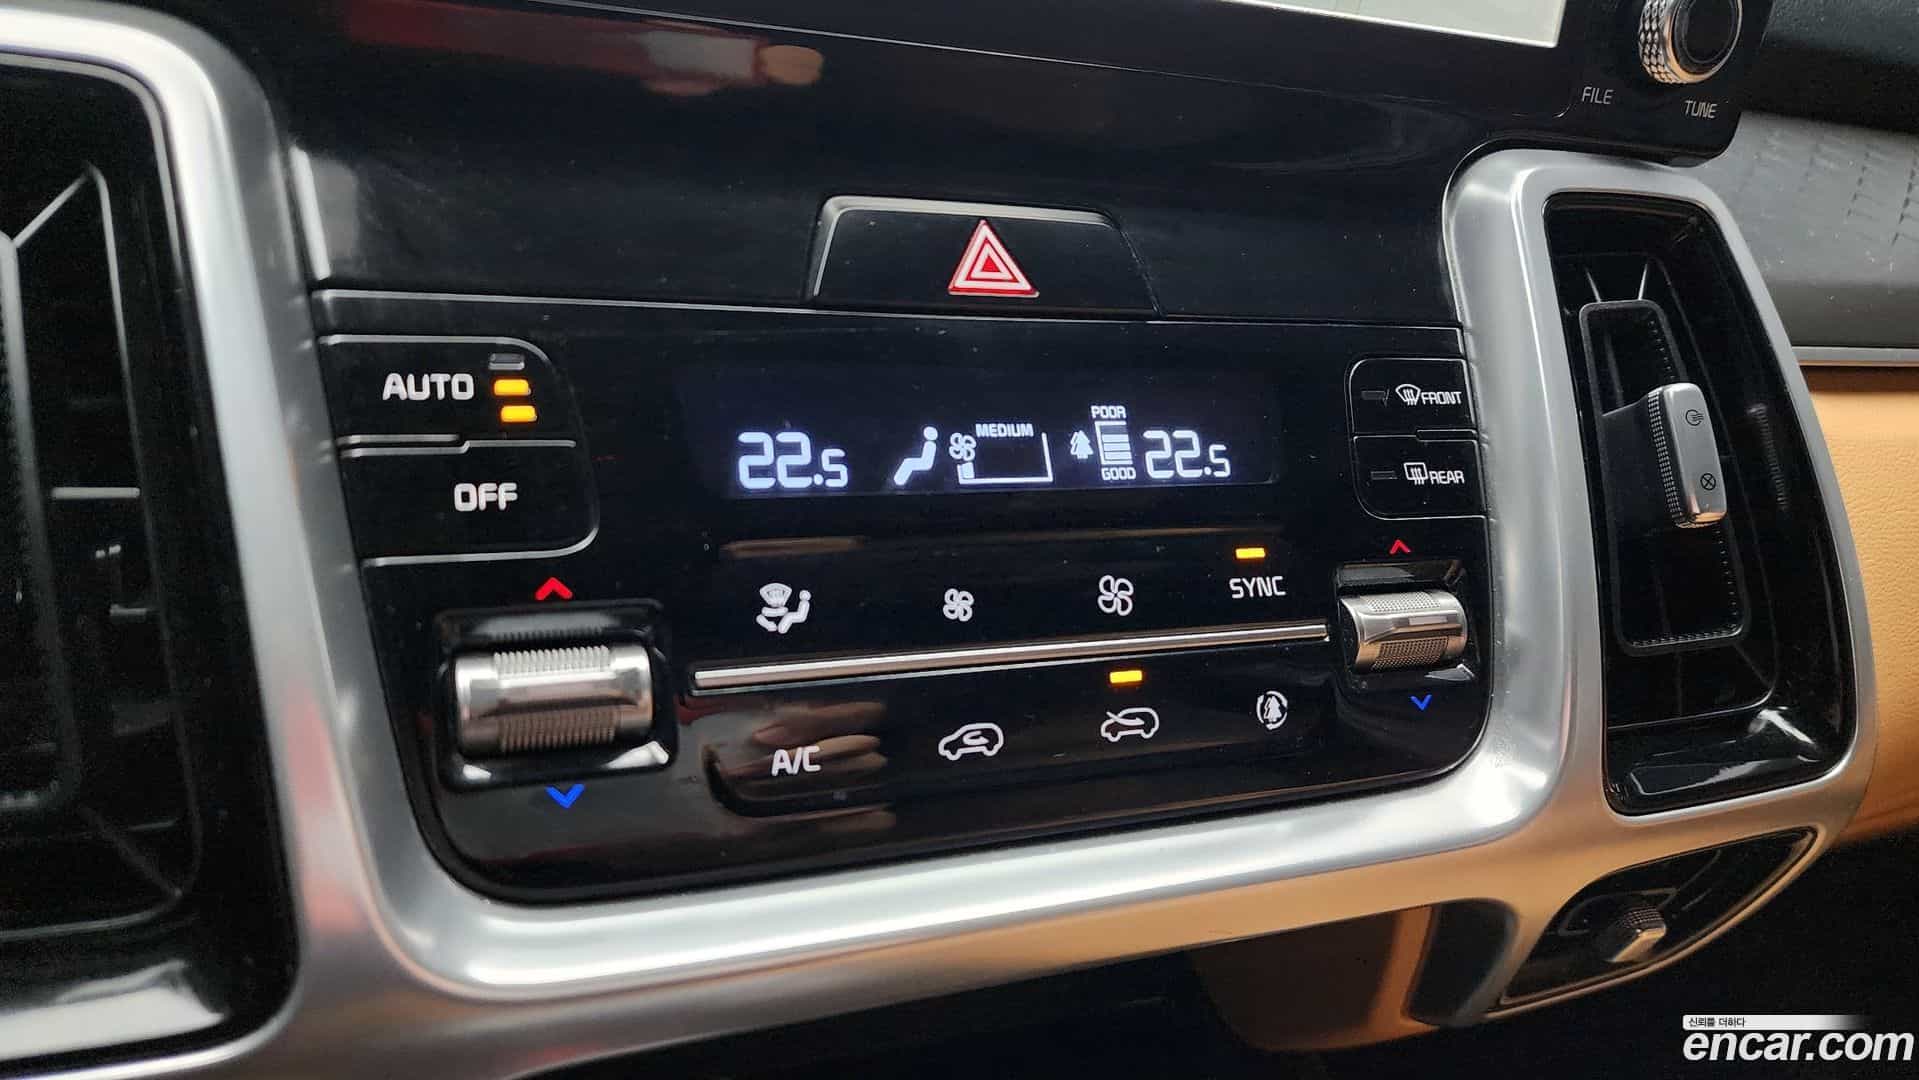 FILE
TUNE
AUTO
OFF
22.5
MEDIUM
POOR
GOOD
22.5
FRONT
REAR
SYNC
A/C
신뢰를 더하다
encar.com